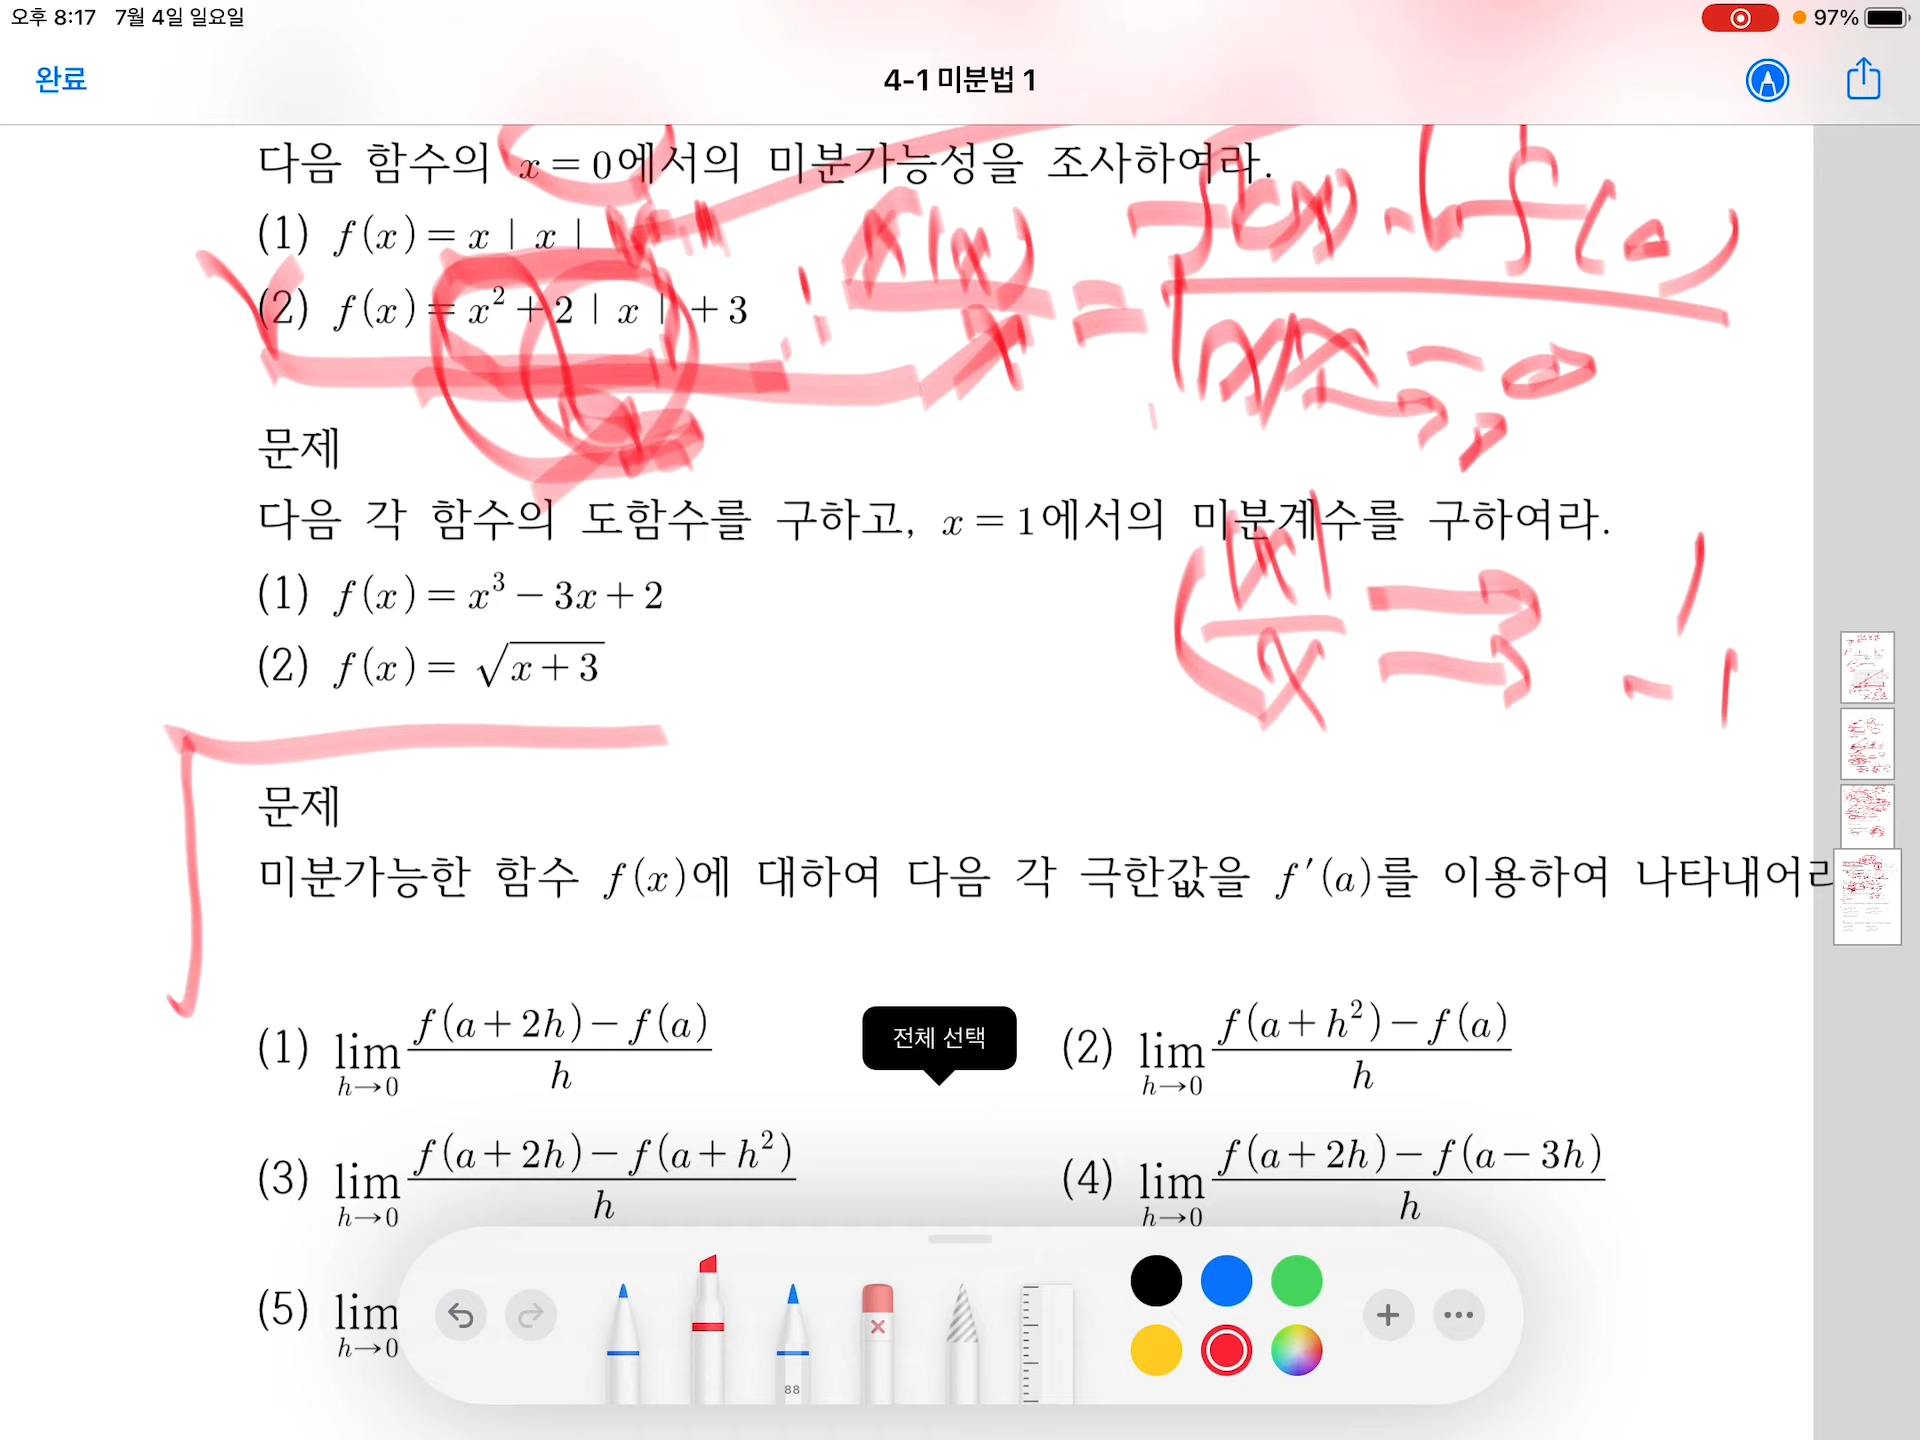 오후 8:17 7월 4일 일요일 97%
완료 4-1 미분법 1
다음 함수의 x = 0에서의 미분가능성을 조사하여라.
(1) f(x) = x | x |
(2) f(x) = x² + 2 | x | + 3
문제
다음 각 함수의 도함수를 구하고, x = 1에서의 미분계수를 구하여라.
(1) f(x) = x³ − 3x + 2
(2) f(x) = √(x + 3)
|x| / x ⇒ 1
-1
문제
미분가능한 함수 f(x)에 대하여 다음 각 극한값을 f′(a)를 이용하여 나타내어라
(1) lim h→0 (f(a + 2h) − f(a)) / h
(2) lim h→0 (f(a + h²) − f(a)) / h
전체 선택
(3) lim h→0 (f(a + 2h) − f(a + h²)) / h
(4) lim h→0 (f(a + 2h) − f(a − 3h)) / h
(5) lim h→0
88